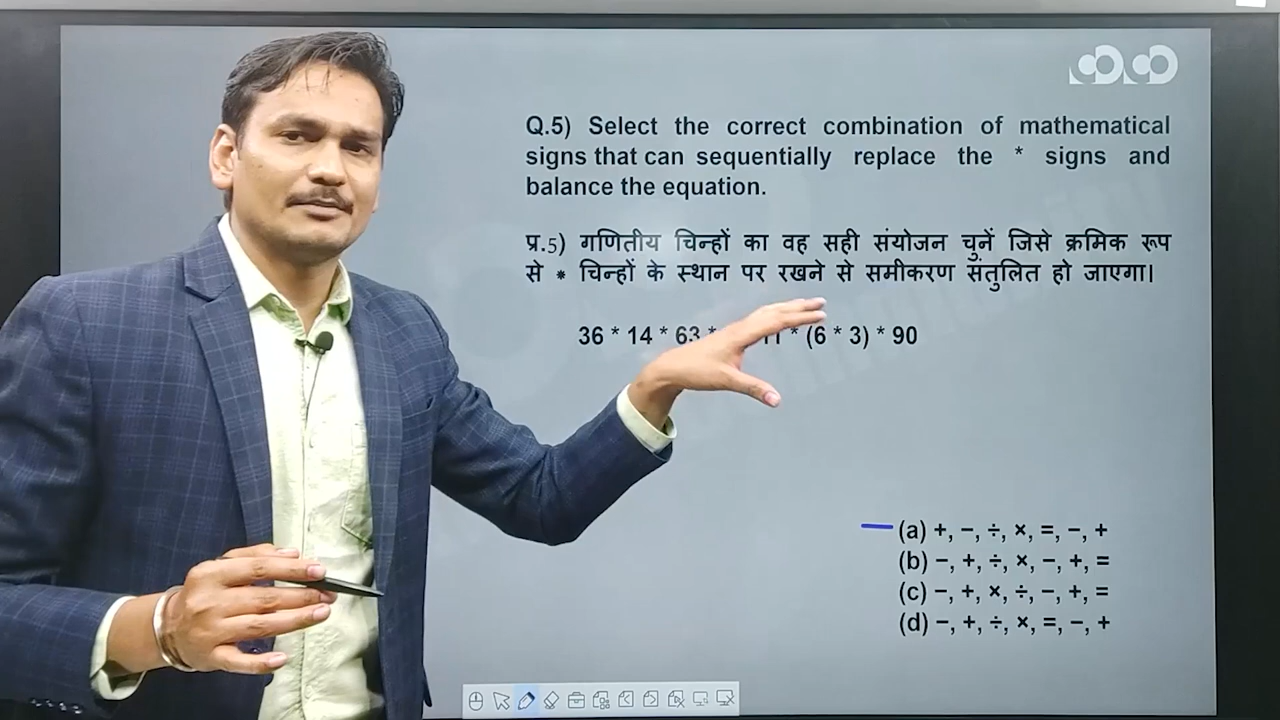 Q.5) Select the correct combination of mathematical
signs that can sequentially replace the * signs and
balance the equation.
प्र.5) गणितीय चिन्हों का वह सही संयोजन चुनें जिसे क्रमिक रूप
से * चिन्हों के स्थान पर रखने से समीकरण संतुलित हो जाएगा।
36 * 14 * 63 * * (6 * 3) * 90
(a) +, −, ÷, ×, =, −, +
(b) −, +, ÷, ×, −, +, =
(c) −, +, ×, ÷, −, +, =
(d) −, +, ÷, ×, =, −, +